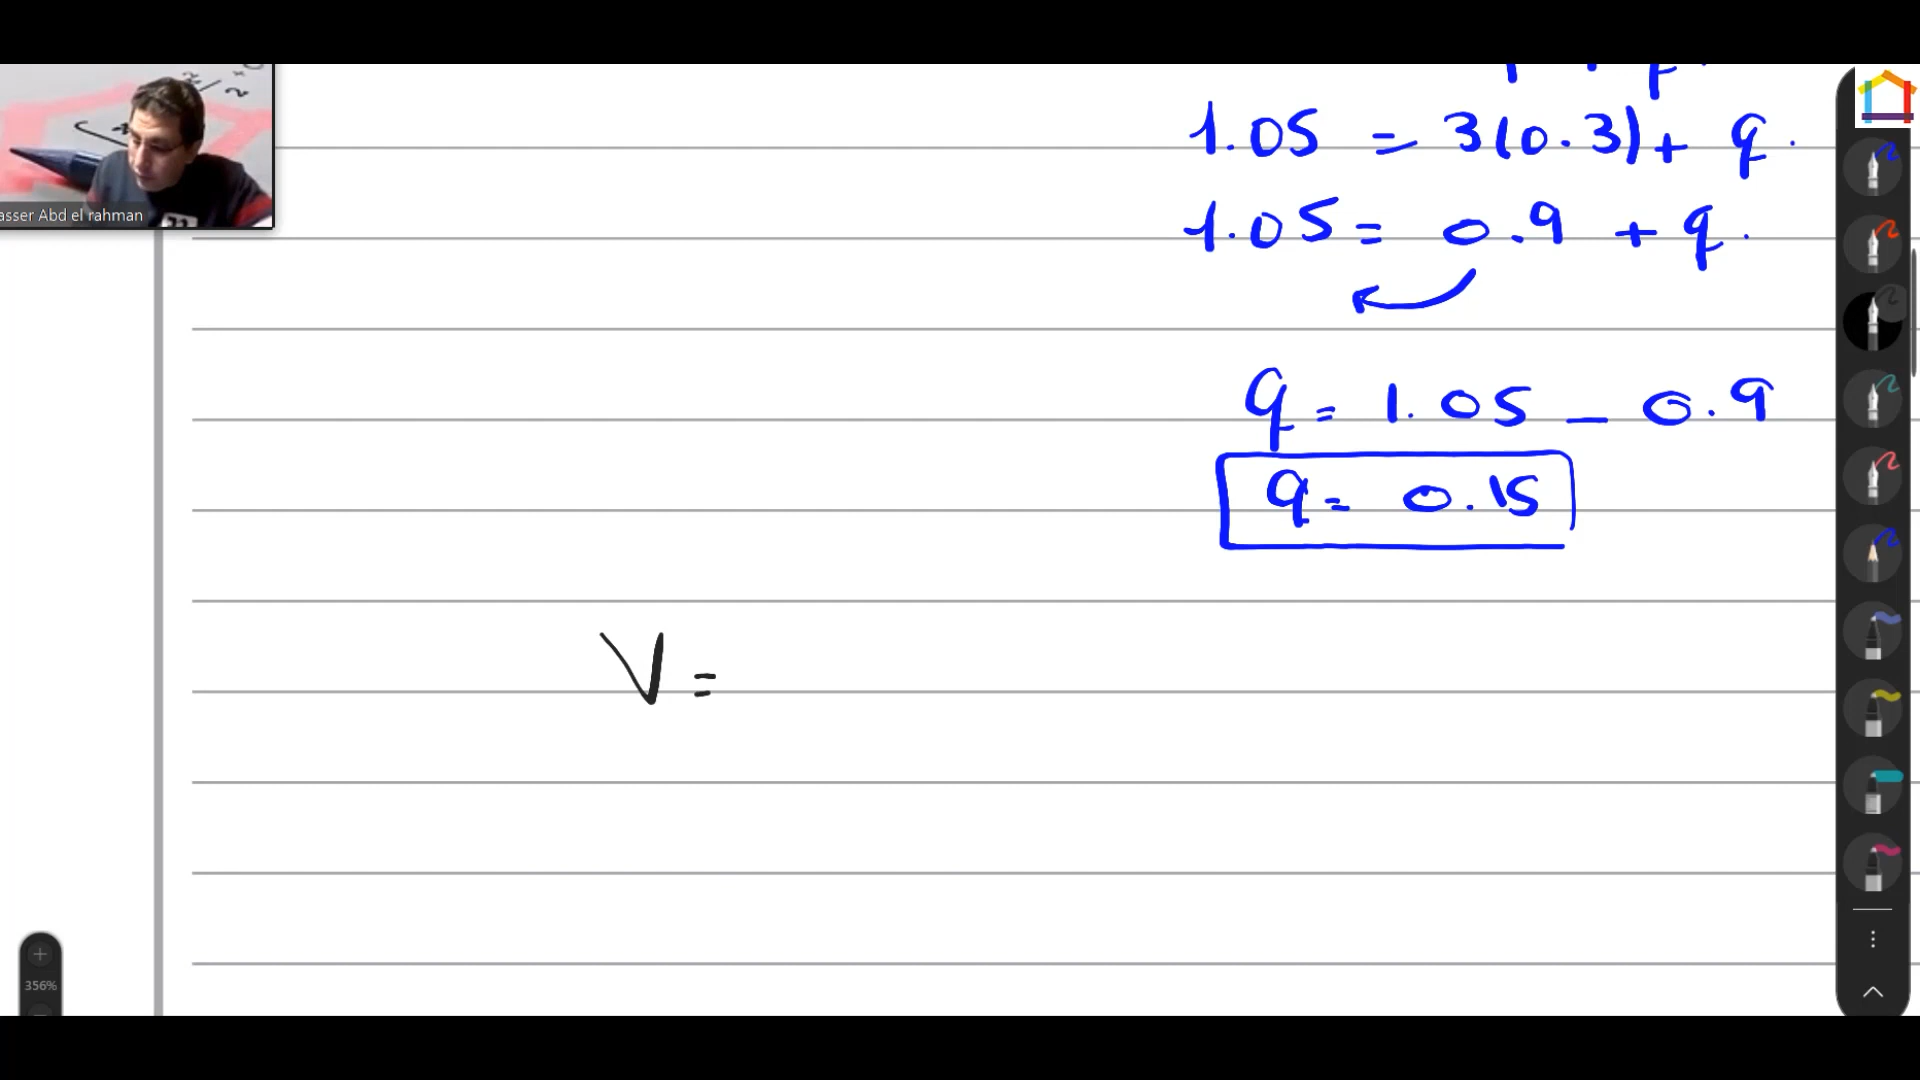 1.05 = 3(0.3) + q.
1.05 = 0.9 + q.
q = 1.05 - 0.9
q = 0.15
V =
asser Abd el rahman
356%